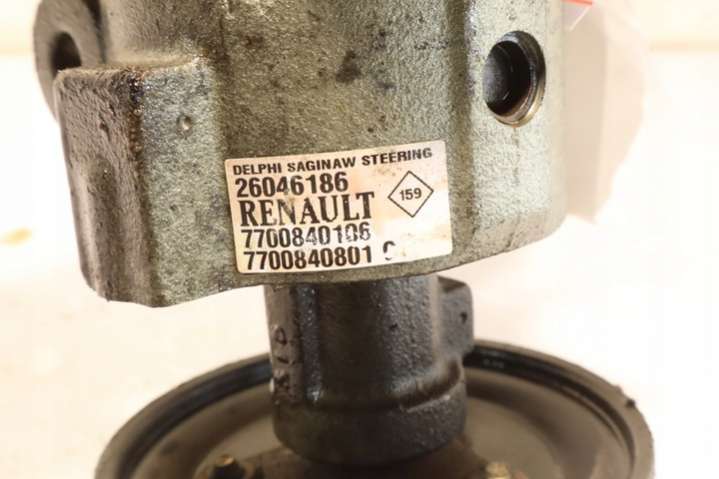 DELPHI SAGINAW STEERING
26046186
RENAULT
159
7700840106
7700840801